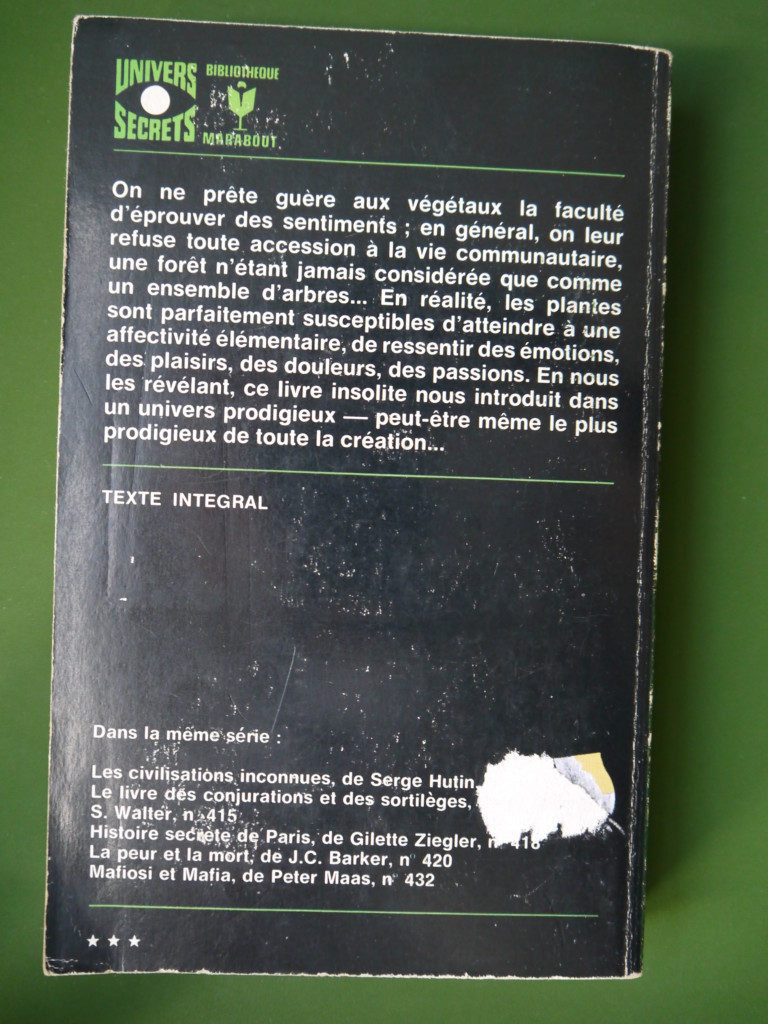 UNIVERS
SECRETS
BIBLIOTHEQUE
MARABOUT
On ne prête guère aux végétaux la faculté
d'éprouver des sentiments ; en général, on leur
refuse toute accession à la vie communautaire,
une forêt n'étant jamais considérée que comme
un ensemble d'arbres... En réalité, les plantes
sont parfaitement susceptibles d'atteindre à une
affectivité élémentaire, de ressentir des émotions,
des plaisirs, des douleurs, des passions. En nous
les révélant, ce livre insolite nous introduit dans
un univers prodigieux — peut-être même le plus
prodigieux de toute la création...
TEXTE INTEGRAL
Dans la même série :
Les civilisations inconnues, de Serge Hutin,
Le livre des conjurations et des sortilèges,
S. Walter, n° 415
Histoire secrète de Paris, de Gilette Ziegler, n° 418
La peur et la mort, de J.C. Barker, n° 420
Mafiosi et Mafia, de Peter Maas, n° 432
★ ★ ★